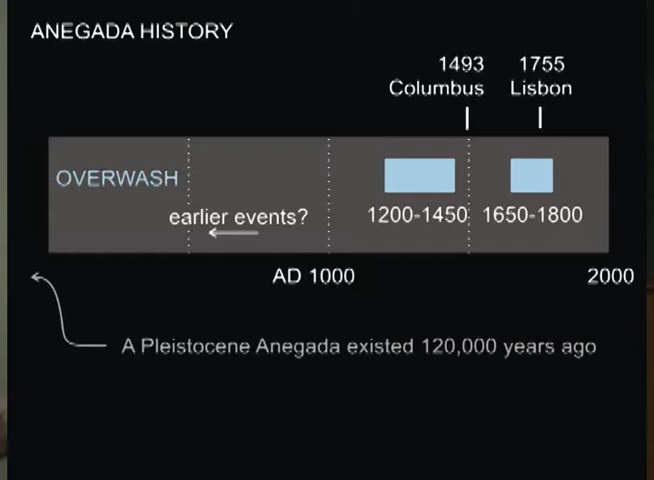 ANEGADA HISTORY
1493 1755
Columbus Lisbon
OVERWASH
earlier events? 1200-1450 1650-1800
AD 1000 2000
A Pleistocene Anegada existed 120,000 years ago